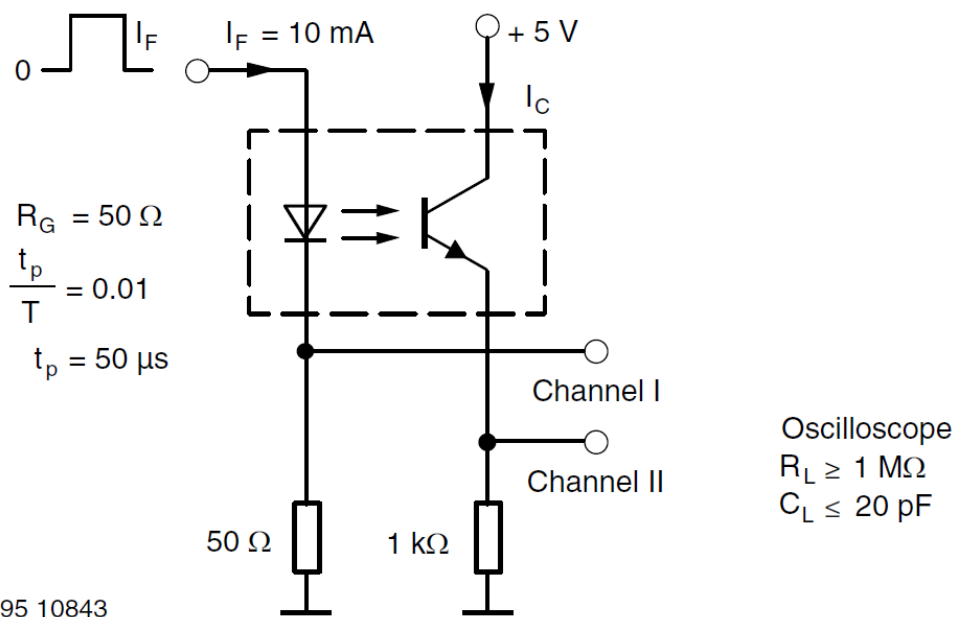 0
I_F
I_F = 10 mA
+ 5 V
I_C
R_G = 50 Ω
t_p
T
= 0.01
t_p = 50 µs
Channel I
Channel II
50 Ω
1 kΩ
Oscilloscope
R_L ≥ 1 MΩ
C_L ≤ 20 pF
95 10843